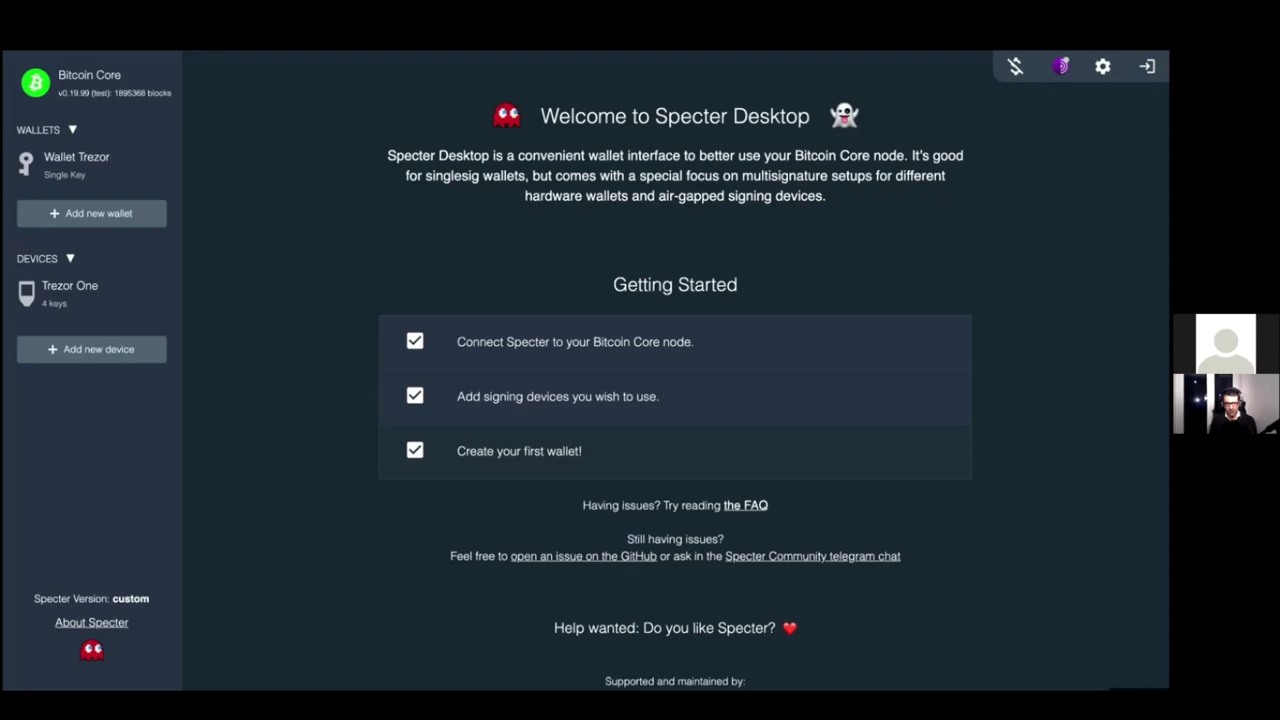 Bitcoin Core
v0.19.99 (test): 1895368 blocks
WALLETS
Wallet Trezor
Single Key
+ Add new wallet
DEVICES
Trezor One
4 keys
+ Add new device
Specter Version: custom
About Specter
Welcome to Specter Desktop
Specter Desktop is a convenient wallet interface to better use your Bitcoin Core node. It's good
for singlesig wallets, but comes with a special focus on multisignature setups for different
hardware wallets and air-gapped signing devices.
Getting Started
Connect Specter to your Bitcoin Core node.
Add signing devices you wish to use.
Create your first wallet!
Having issues? Try reading the FAQ
Still having issues?
Feel free to open an issue on the GitHub or ask in the Specter Community telegram chat
Help wanted: Do you like Specter?
Supported and maintained by: